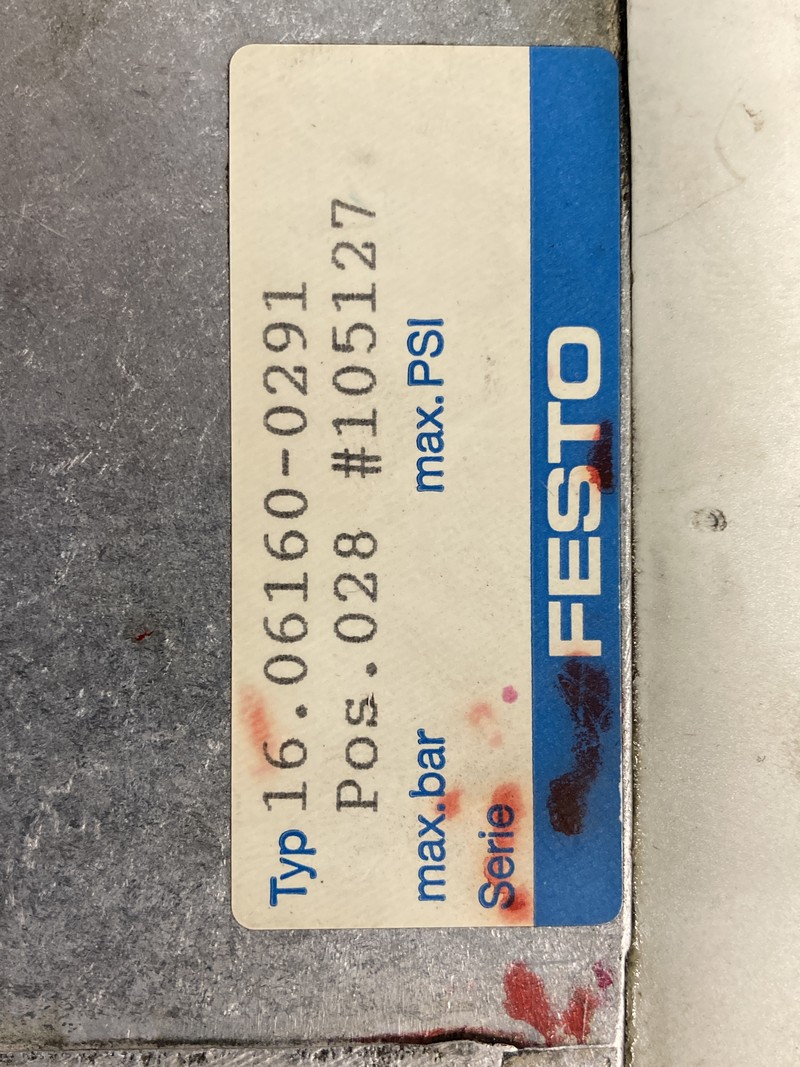 Typ 16.06160-0291
Pos.028 #105127
max.bar max.PSI
Serie
FESTO